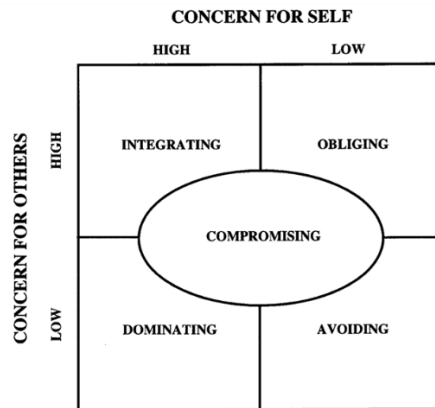 CONCERN FOR SELF
HIGH LOW
CONCERN FOR OTHERS
HIGH
INTEGRATING OBLIGING
COMPROMISING
LOW
DOMINATING AVOIDING